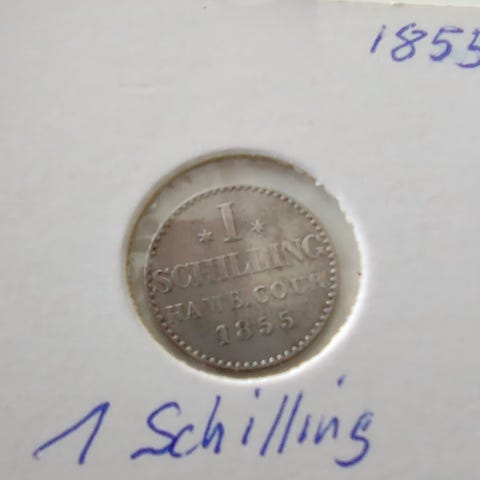 1855
* I *
SCHILLING
HAMB. COUR
1855
1 Schilling